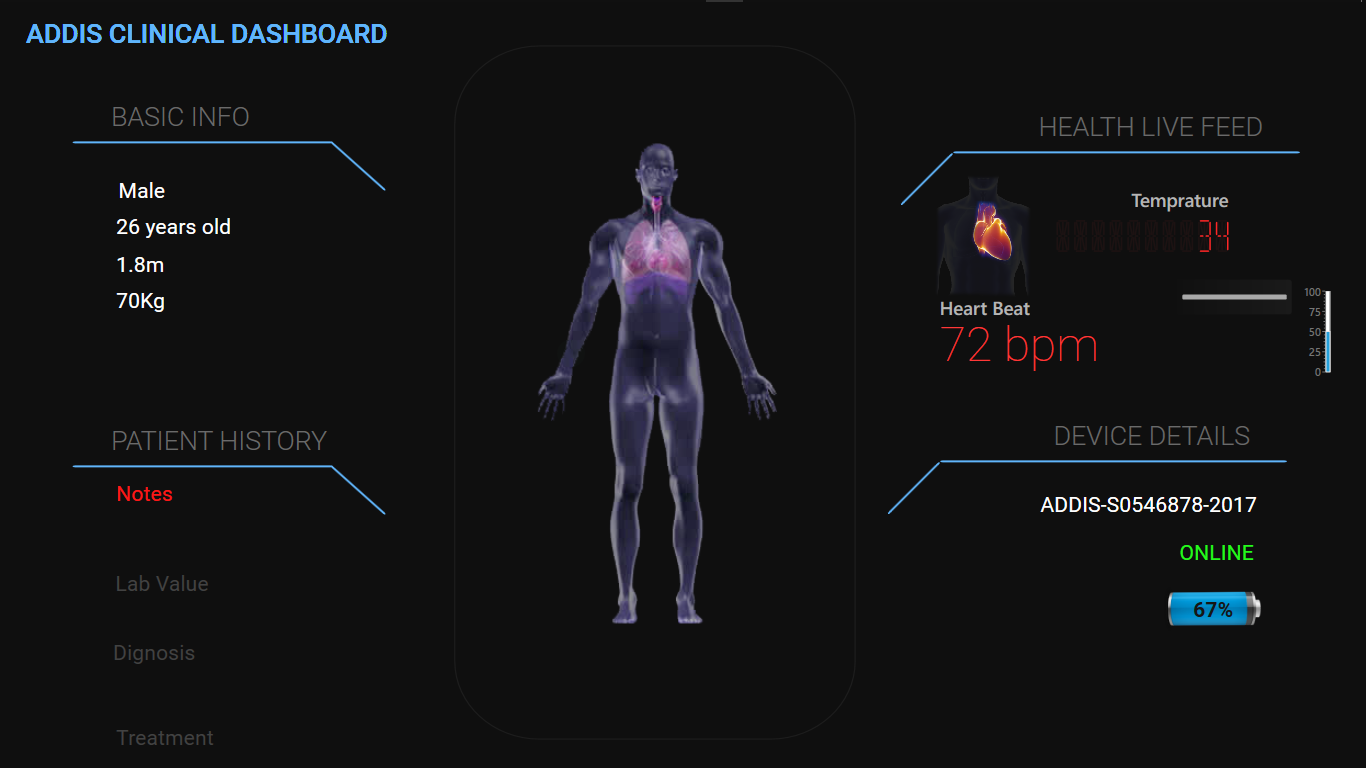 ADDIS CLINICAL DASHBOARD
BASIC INFO
Male
26 years old
1.8m
70Kg
PATIENT HISTORY
Notes
Lab Value
Dignosis
Treatment
HEALTH LIVE FEED
Temprature
34
Heart Beat
72 bpm
100
75
50
25
0
DEVICE DETAILS
ADDIS-S0546878-2017
ONLINE
67%